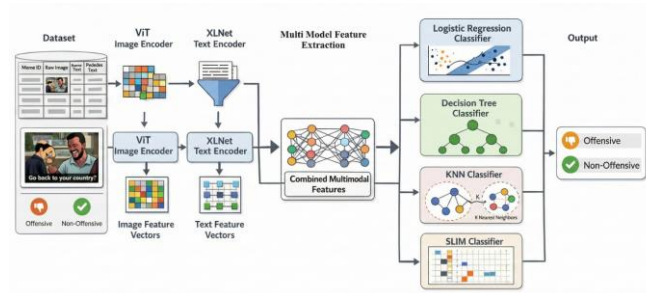 Dataset
ViT
Image Encoder
XLNet
Text Encoder
Multi Model Feature
Extraction
Logistic Regression
Classifier
Output
Meme ID
Raw Image
Text
Text
ViT
Image Encoder
XLNet
Text Encoder
Combined Multimodal
Features
Decision Tree
Classifier
Offensive
Non-Offensive
Go back to your country?
Offensive
Non-Offensive
Image Feature
Vectors
Text Feature
Vectors
KNN Classifier
K
K Nearest Neighbors
SLIM Classifier